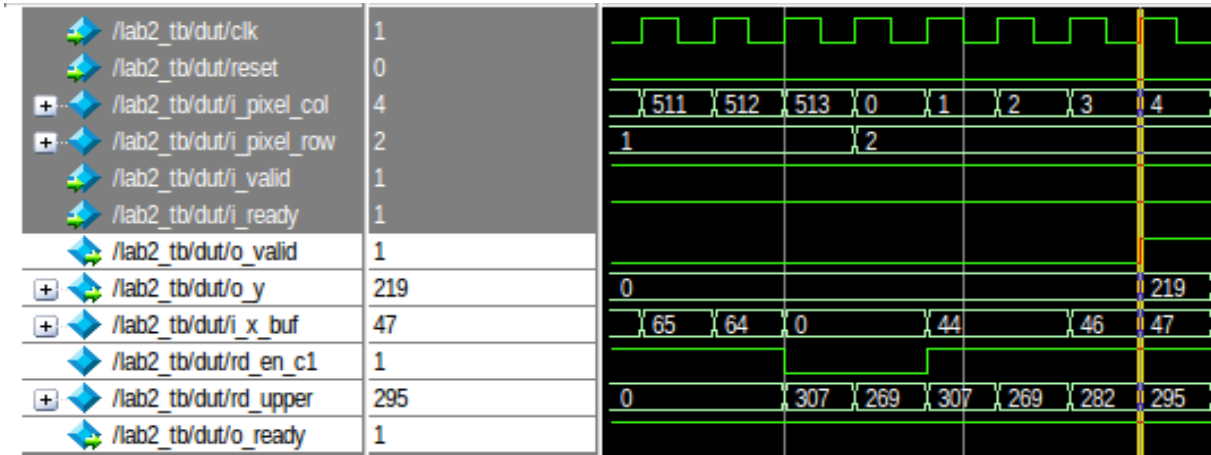 /lab2_tb/dut/clk 1
/lab2_tb/dut/reset 0
/lab2_tb/dut/i_pixel_col 4 511 512 513 0 1 2 3 4
/lab2_tb/dut/i_pixel_row 2 1 2
/lab2_tb/dut/i_valid 1
/lab2_tb/dut/i_ready 1
/lab2_tb/dut/o_valid 1
/lab2_tb/dut/o_y 219 0 219
/lab2_tb/dut/i_x_buf 47 65 64 0 44 46 47
/lab2_tb/dut/rd_en_c1 1
/lab2_tb/dut/rd_upper 295 0 307 269 307 269 282 295
/lab2_tb/dut/o_ready 1